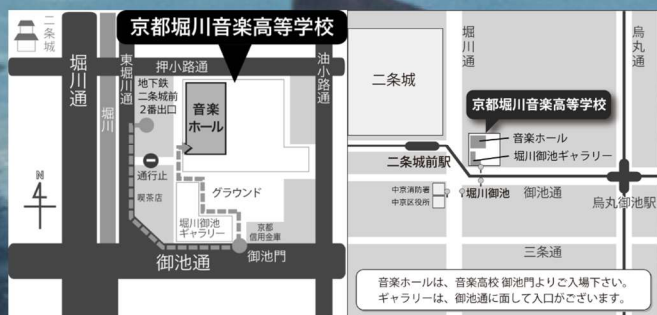 二条城
京都堀川音楽高等学校
堀川通
堀川
東堀川通
押小路通
油小路通
地下鉄
二条城前
2番出口
音楽
ホール
通行止
喫茶店
グラウンド
堀川御池
ギャラリー
京都
信用金庫
御池通
御池門
N
4
堀川通
烏丸通
二条城
京都堀川音楽高等学校
音楽ホール
堀川御池ギャラリー
二条城前駅
中京消防署
中京区役所
堀川御池
御池通
烏丸御池駅
三条通
音楽ホールは、音楽高校 御池門よりご入場下さい。
ギャラリーは、御池通に面して入口がございます。